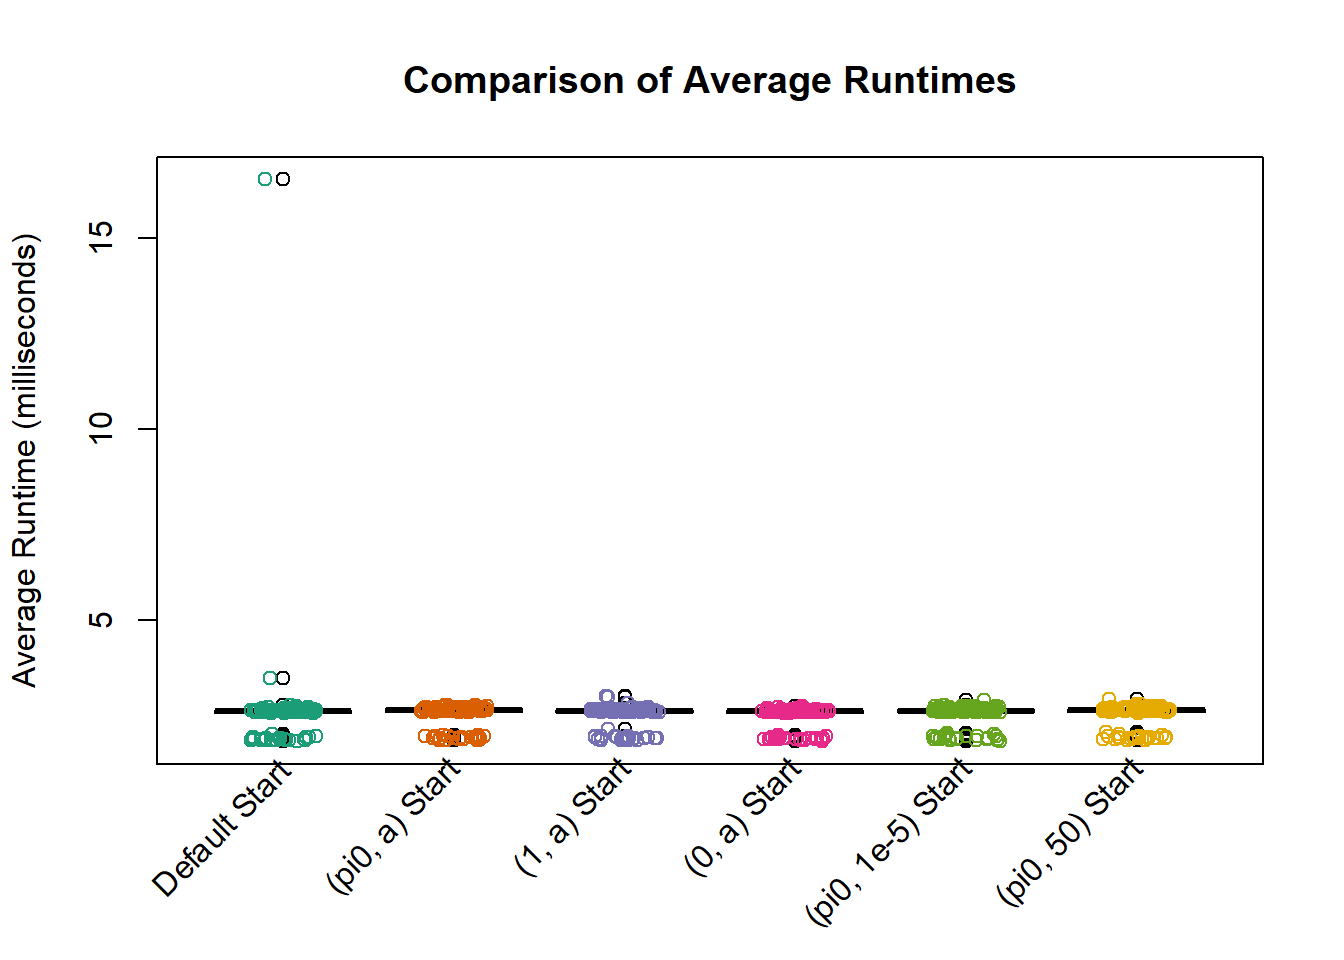 Comparison of Average Runtimes
Average Runtime (milliseconds)
15
10
5
Default Start
(pi0, a) Start
(1, a) Start
(0, a) Start
(pi0, 1e-5) Start
(pi0, 50) Start